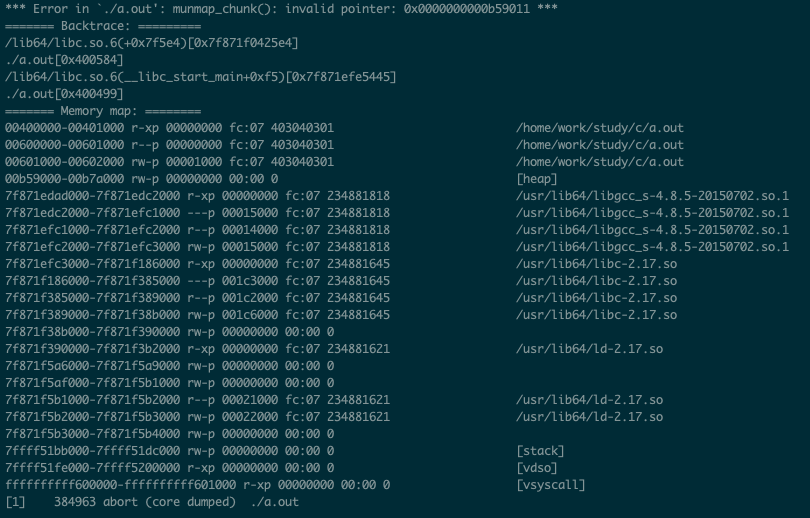 *** Error in `./a.out': munmap_chunk(): invalid pointer: 0x0000000000b59011 ***
======= Backtrace: =========
/lib64/libc.so.6(+0x7f5e4)[0x7f871f0425e4]
./a.out[0x400584]
/lib64/libc.so.6(__libc_start_main+0xf5)[0x7f871efe5445]
./a.out[0x400499]
======= Memory map: ========
00400000-00401000 r-xp 00000000 fc:07 403040301 /home/work/study/c/a.out
00600000-00601000 r--p 00000000 fc:07 403040301 /home/work/study/c/a.out
00601000-00602000 rw-p 00001000 fc:07 403040301 /home/work/study/c/a.out
00b59000-00b7a000 rw-p 00000000 00:00 0 [heap]
7f871edad000-7f871edc2000 r-xp 00000000 fc:07 234881818 /usr/lib64/libgcc_s-4.8.5-20150702.so.1
7f871edc2000-7f871efc1000 ---p 00015000 fc:07 234881818 /usr/lib64/libgcc_s-4.8.5-20150702.so.1
7f871efc1000-7f871efc2000 r--p 00014000 fc:07 234881818 /usr/lib64/libgcc_s-4.8.5-20150702.so.1
7f871efc2000-7f871efc3000 rw-p 00015000 fc:07 234881818 /usr/lib64/libgcc_s-4.8.5-20150702.so.1
7f871efc3000-7f871f186000 r-xp 00000000 fc:07 234881645 /usr/lib64/libc-2.17.so
7f871f186000-7f871f385000 ---p 001c3000 fc:07 234881645 /usr/lib64/libc-2.17.so
7f871f385000-7f871f389000 r--p 001c2000 fc:07 234881645 /usr/lib64/libc-2.17.so
7f871f389000-7f871f38b000 rw-p 001c6000 fc:07 234881645 /usr/lib64/libc-2.17.so
7f871f38b000-7f871f390000 rw-p 00000000 00:00 0
7f871f390000-7f871f3b2000 r-xp 00000000 fc:07 234881621 /usr/lib64/ld-2.17.so
7f871f5a6000-7f871f5a9000 rw-p 00000000 00:00 0
7f871f5af000-7f871f5b1000 rw-p 00000000 00:00 0
7f871f5b1000-7f871f5b2000 r--p 00021000 fc:07 234881621 /usr/lib64/ld-2.17.so
7f871f5b2000-7f871f5b3000 rw-p 00022000 fc:07 234881621 /usr/lib64/ld-2.17.so
7f871f5b3000-7f871f5b4000 rw-p 00000000 00:00 0
7ffff51bb000-7ffff51dc000 rw-p 00000000 00:00 0 [stack]
7ffff51fe000-7ffff5200000 r-xp 00000000 00:00 0 [vdso]
ffffffffff600000-ffffffffff601000 r-xp 00000000 00:00 0 [vsyscall]
[1] 384963 abort (core dumped) ./a.out